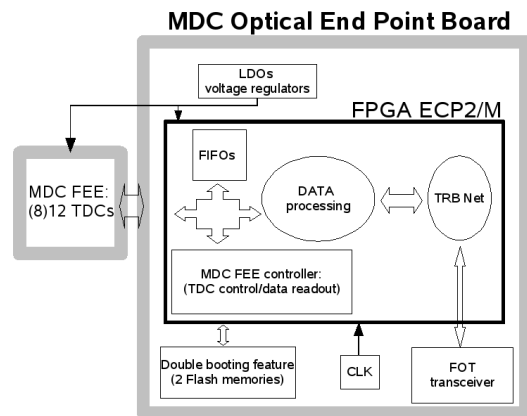 MDC Optical End Point Board
LDOs
voltage regulators
FPGA ECP2/M
FIFOs
MDC FEE:
(8)12 TDCs
DATA
processing
TRB Net
MDC FEE controller:
(TDC control/data readout)
Double booting feature
(2 Flash memories)
CLK
FOT
transceiver